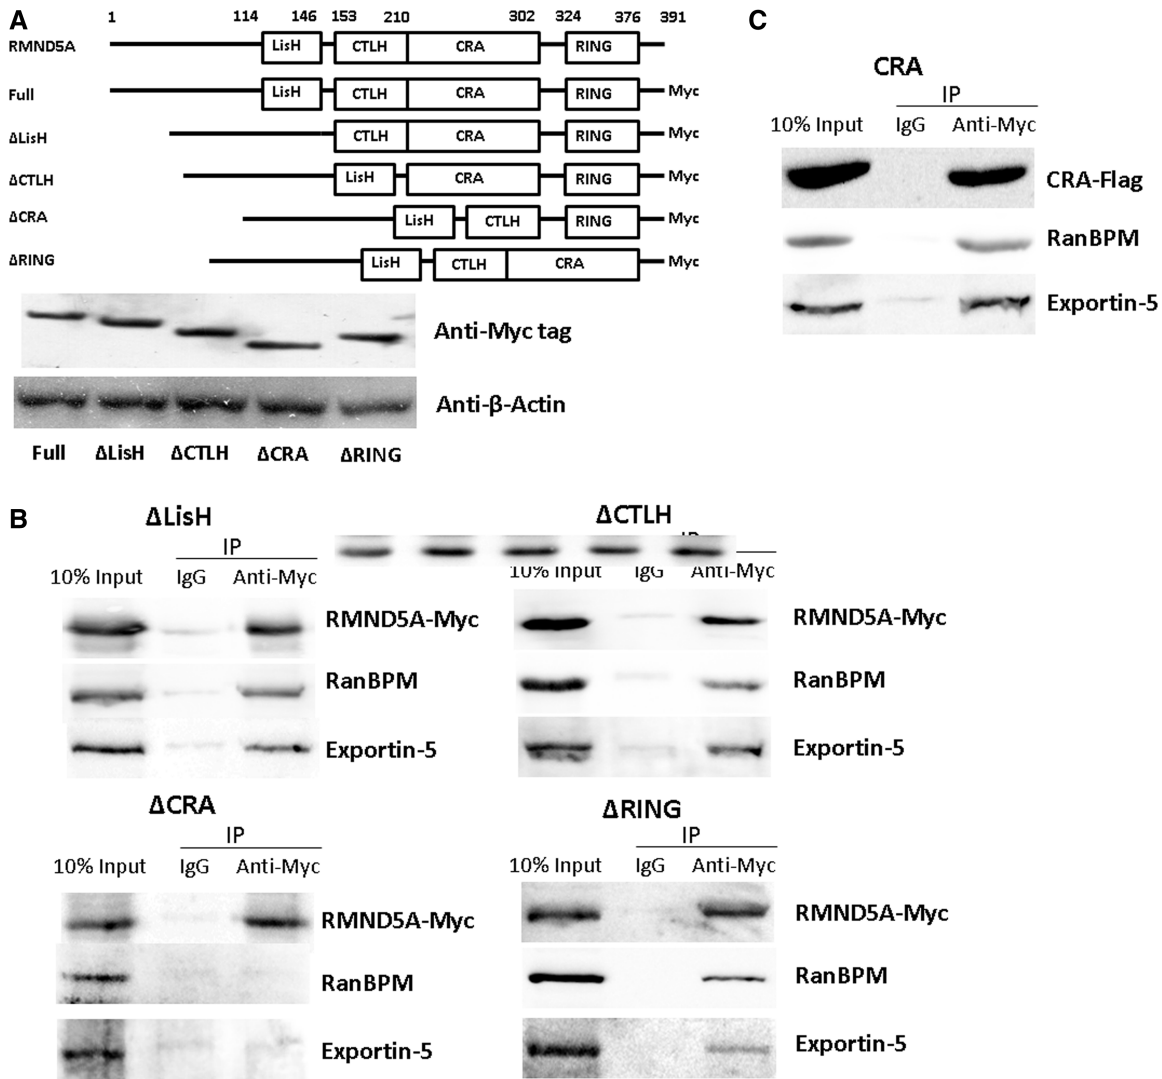 A
1 114 146 153 210 302 324 376 391
RMND5A LisH CTLH CRA RING
Full LisH CTLH CRA RING Myc
ΔLisH CTLH CRA RING Myc
ΔCTLH LisH CRA RING Myc
ΔCRA LisH CTLH RING Myc
ΔRING LisH CTLH CRA Myc
Anti-Myc tag
Anti-β-Actin
Full ΔLisH ΔCTLH ΔCRA ΔRING
C
CRA
IP
10% Input IgG Anti-Myc
CRA-Flag
RanBPM
Exportin-5
B
ΔLisH
IP
10% Input IgG Anti-Myc
RMND5A-Myc
RanBPM
Exportin-5
ΔCTLH
IP
10% Input IgG Anti-Myc
RMND5A-Myc
RanBPM
Exportin-5
ΔCRA
IP
10% Input IgG Anti-Myc
RMND5A-Myc
RanBPM
Exportin-5
ΔRING
IP
10% Input IgG Anti-Myc
RMND5A-Myc
RanBPM
Exportin-5